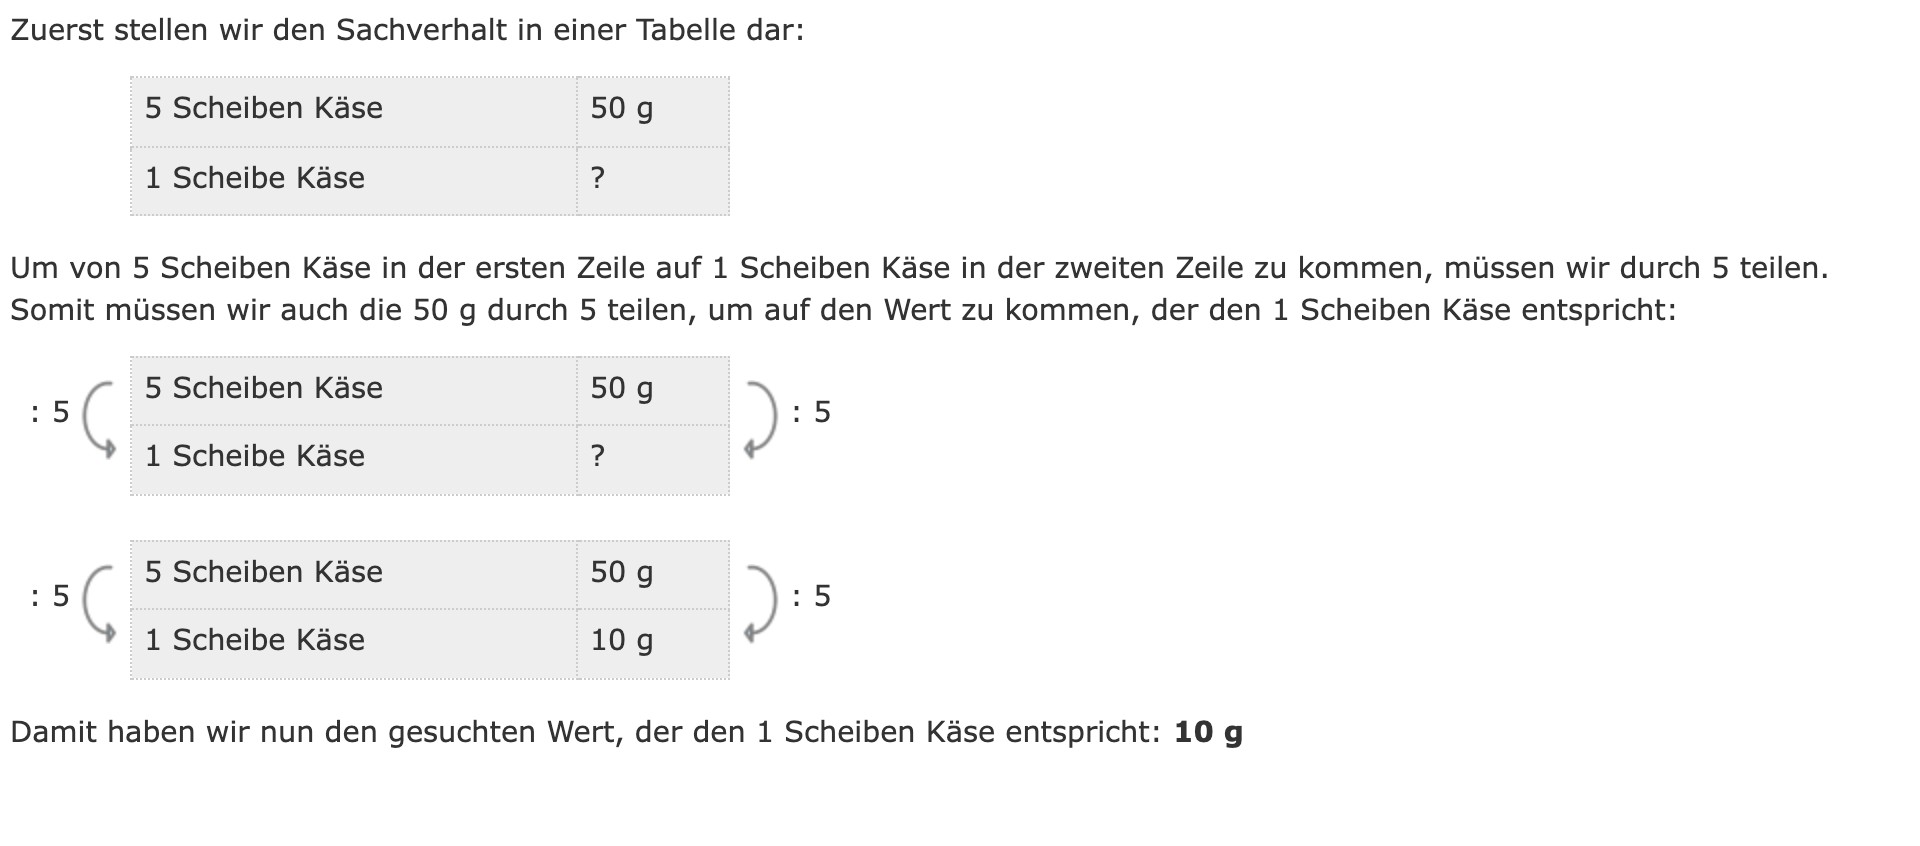 Zuerst stellen wir den Sachverhalt in einer Tabelle dar:
5 Scheiben Käse 50 g
1 Scheibe Käse ?
Um von 5 Scheiben Käse in der ersten Zeile auf 1 Scheiben Käse in der zweiten Zeile zu kommen, müssen wir durch 5 teilen.
Somit müssen wir auch die 50 g durch 5 teilen, um auf den Wert zu kommen, der den 1 Scheiben Käse entspricht:
5 Scheiben Käse 50 g
: 5 : 5
1 Scheibe Käse ?
5 Scheiben Käse 50 g
: 5 : 5
1 Scheibe Käse 10 g
Damit haben wir nun den gesuchten Wert, der den 1 Scheiben Käse entspricht: 10 g